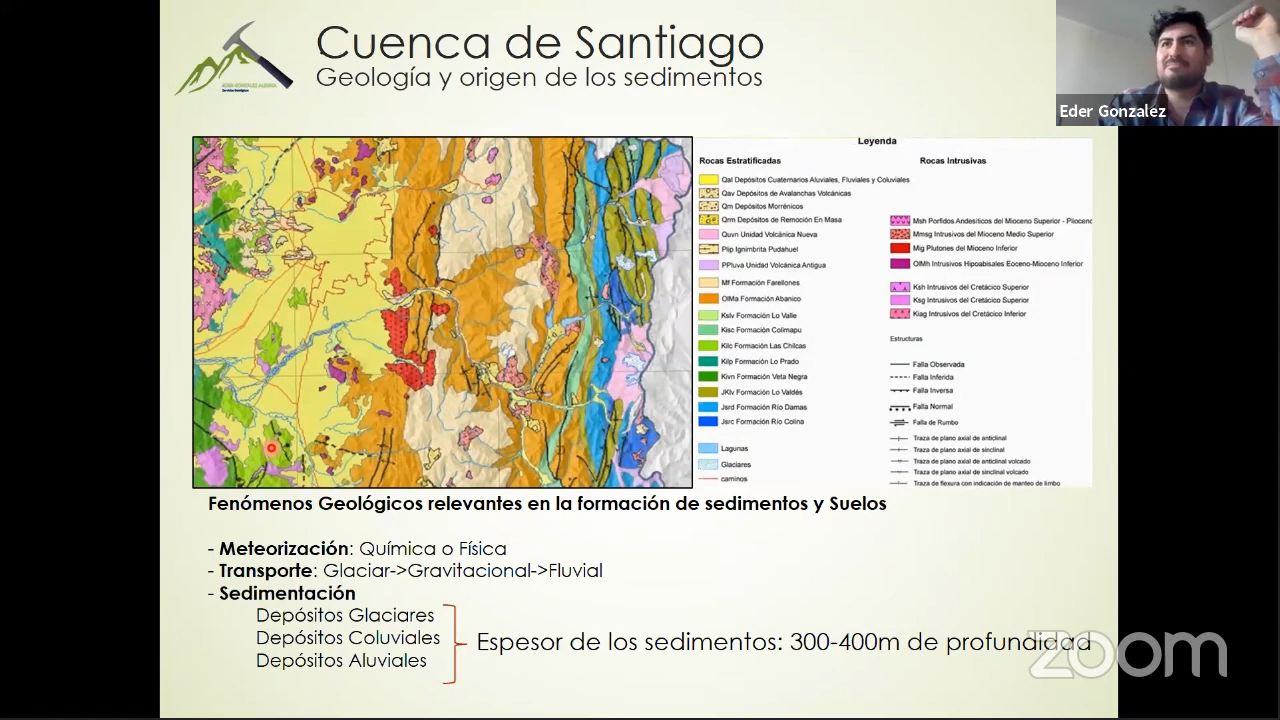 Cuenca de Santiago
Geología y origen de los sedimentos
EDER GONZALEZ ALBINIA
Servicios Geológicos
Eder Gonzalez
Leyenda
Rocas Estratificadas
Qal Depósitos Cuaternarios Aluviales, Fluviales y Coluviales
Qav Depósitos de Avalanchas Volcánicas
Qm Depósitos Morrénicos
Qrm Depósitos de Remoción En Masa
Quvn Unidad Volcánica Nueva
Plip Ignimbrita Pudahuel
PPluva Unidad Volcánica Antigua
Mf Formación Farellones
OlMa Formación Abanico
Kslv Formación Lo Valle
Kisc Formación Colimapu
Kilc Formación Las Chilcas
Kilp Formación Lo Prado
Kivn Formación Veta Negra
JKlv Formación Lo Valdés
Jsrd Formación Río Damas
Jsrc Formación Río Colina
Lagunas
Glaciares
caminos
Rocas Intrusivas
Msh Porfidos Andesíticos del Mioceno Superior - Plioceno
Mmsg Intrusivos del Mioceno Medio Superior
Mig Plutones del Mioceno Inferior
OlMh Intrusivos Hipoabisales Eoceno-Mioceno Inferior
Ksh Intrusivos del Cretácico Superior
Ksg Intrusivos del Cretácico Superior
Kiag Intrusivos del Cretácico Inferior
Estructuras
Falla Observada
Falla Inferida
Falla Inversa
Falla Normal
Falla de Rumbo
Traza de plano axial de anticlinal
Traza de plano axial de sinclinal
Traza de plano axial de anticlinal volcado
Traza de plano axial de sinclinal volcado
Traza de flexura con indicación de manteo de limbo
Fenómenos Geológicos relevantes en la formación de sedimentos y Suelos
- Meteorización: Química o Física
- Transporte: Glaciar->Gravitacional->Fluvial
- Sedimentación
Depósitos Glaciares
Depósitos Coluviales
Depósitos Aluviales
Espesor de los sedimentos: 300-400m de profundidad
zoom